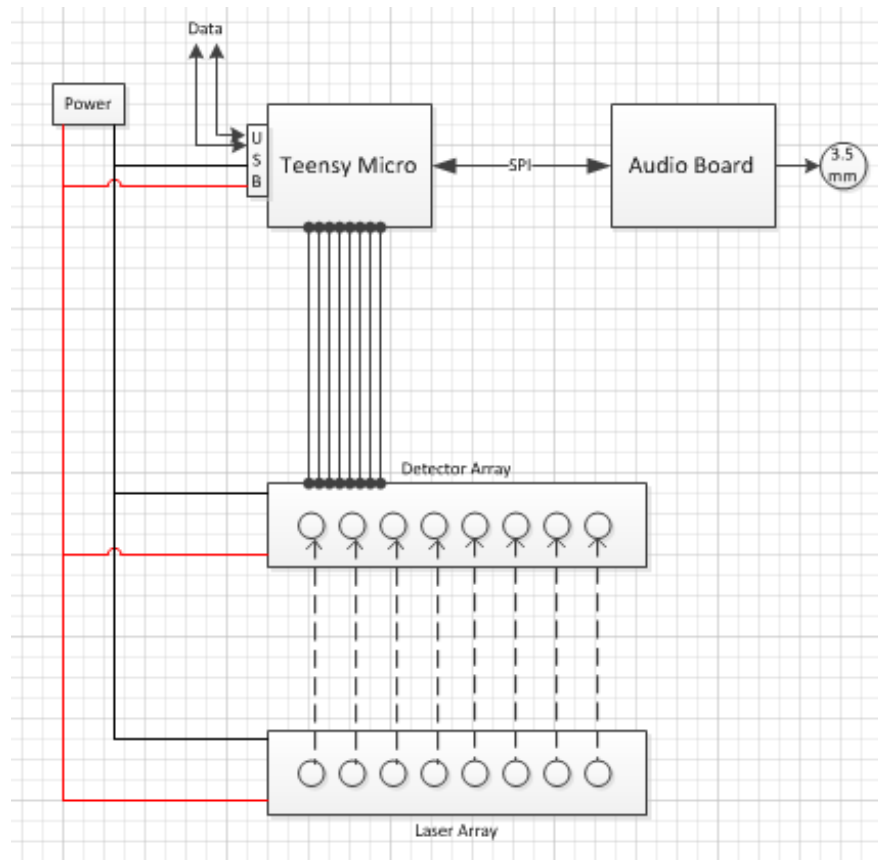 Data
Power
U
S
B
Teensy Micro
SPI
Audio Board
3.5
mm
Detector Array
Laser Array